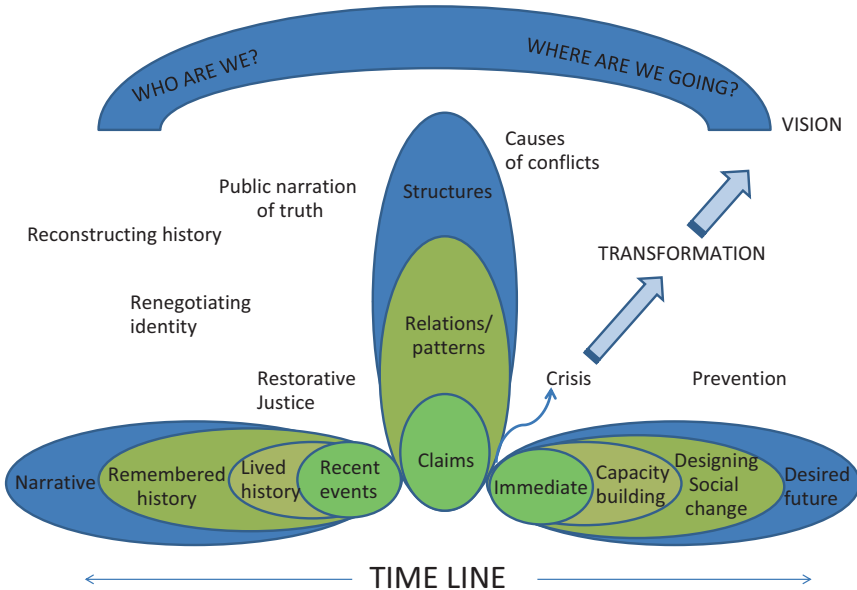 WHO ARE WE?
WHERE ARE WE GOING?
VISION
Causes
of conflicts
Public narration
of truth
Structures
Reconstructing history
TRANSFORMATION
Renegotiating
identity
Relations/
patterns
Restorative
Justice
Crisis
Prevention
Narrative
Remembered
history
Lived
history
Recent
events
Claims
Immediate
Capacity
building
Designing
Social
change
Desired
future
TIME LINE